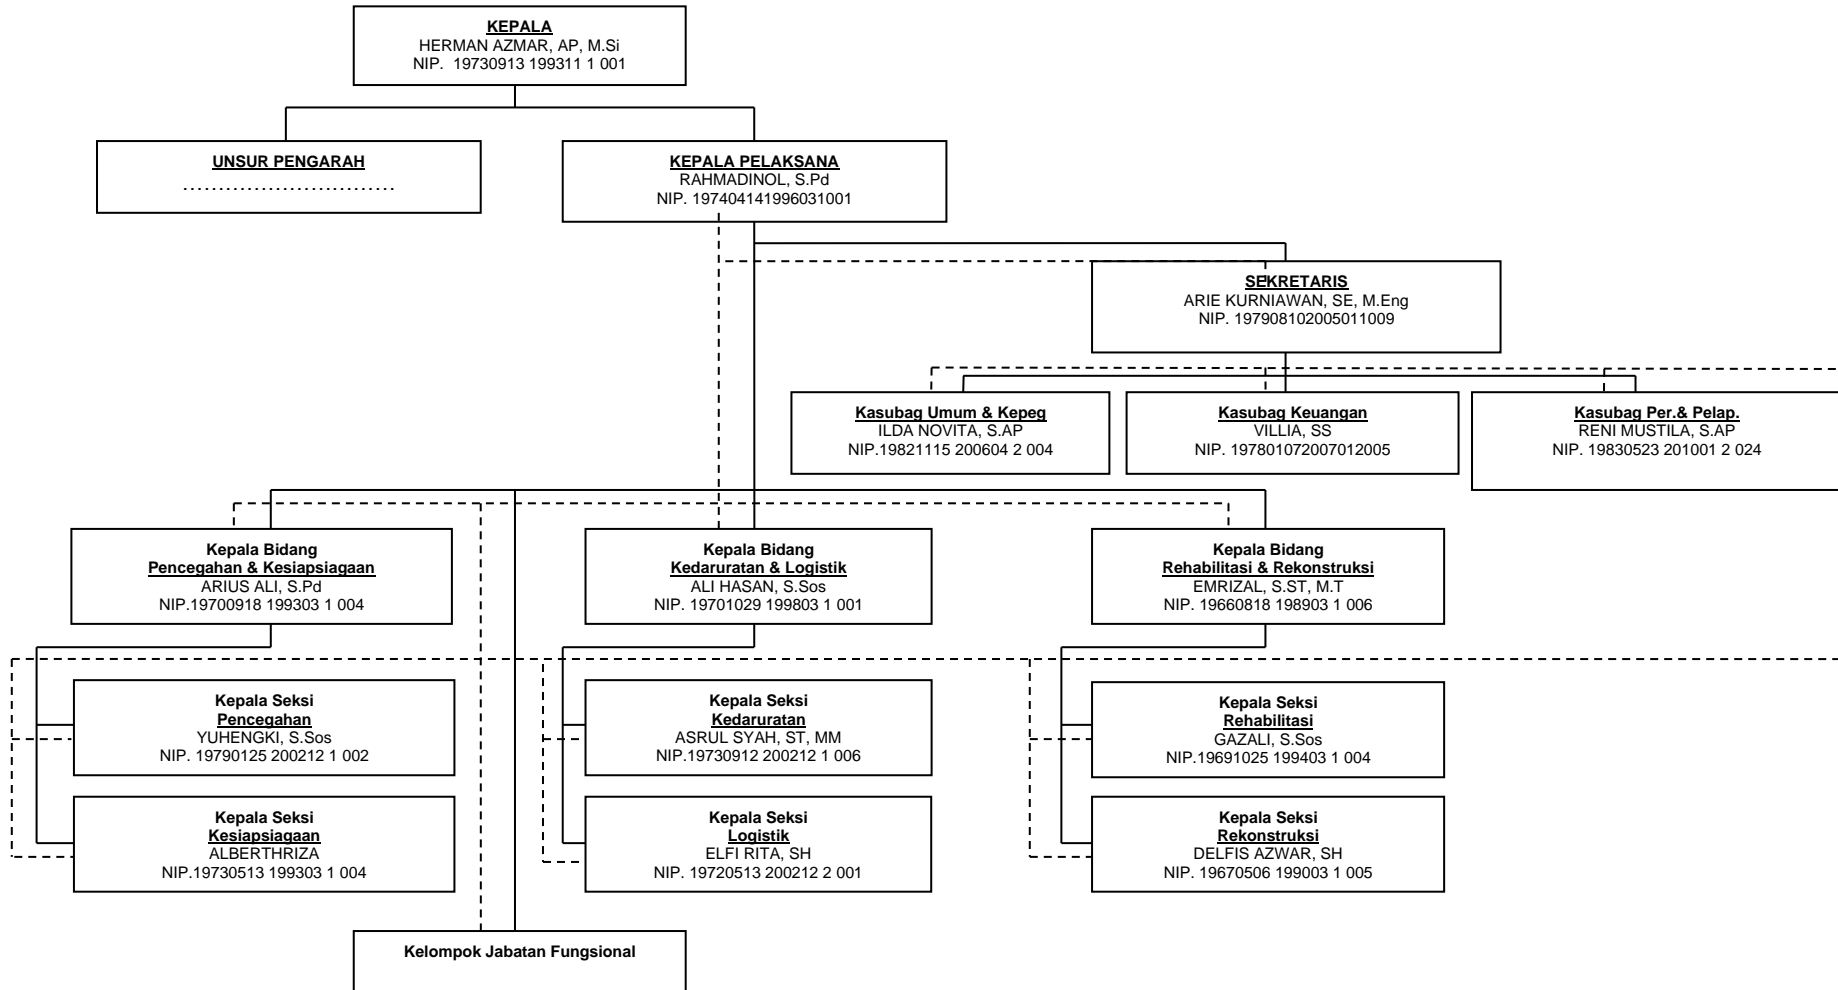 KEPALA
HERMAN AZMAR, AP, M.Si
NIP. 19730913 199311 1 001
UNSUR PENGARAH
..............................
KEPALA PELAKSANA
RAHMADINOL, S.Pd
NIP. 197404141996031001
SEKRETARIS
ARIE KURNIAWAN, SE, M.Eng
NIP. 197908102005011009
Kasubag Umum & Kepeg
ILDA NOVITA, S.AP
NIP.19821115 200604 2 004
Kasubag Keuangan
VILLIA, SS
NIP. 197801072007012005
Kasubag Per.& Pelap.
RENI MUSTILA, S.AP
NIP. 19830523 201001 2 024
Kepala Bidang
Pencegahan & Kesiapsiagaan
ARIUS ALI, S.Pd
NIP.19700918 199303 1 004
Kepala Bidang
Kedaruratan & Logistik
ALI HASAN, S.Sos
NIP. 19701029 199803 1 001
Kepala Bidang
Rehabilitasi & Rekonstruksi
EMRIZAL, S.ST, M.T
NIP. 19660818 198903 1 006
Kepala Seksi
Pencegahan
YUHENGKI, S.Sos
NIP. 19790125 200212 1 002
Kepala Seksi
Kedaruratan
ASRUL SYAH, ST, MM
NIP.19730912 200212 1 006
Kepala Seksi
Rehabilitasi
GAZALI, S.Sos
NIP.19691025 199403 1 004
Kepala Seksi
Kesiapsiagaan
ALBERTHRIZA
NIP.19730513 199303 1 004
Kepala Seksi
Logistik
ELFI RITA, SH
NIP. 19720513 200212 2 001
Kepala Seksi
Rekonstruksi
DELFIS AZWAR, SH
NIP. 19670506 199003 1 005
Kelompok Jabatan Fungsional